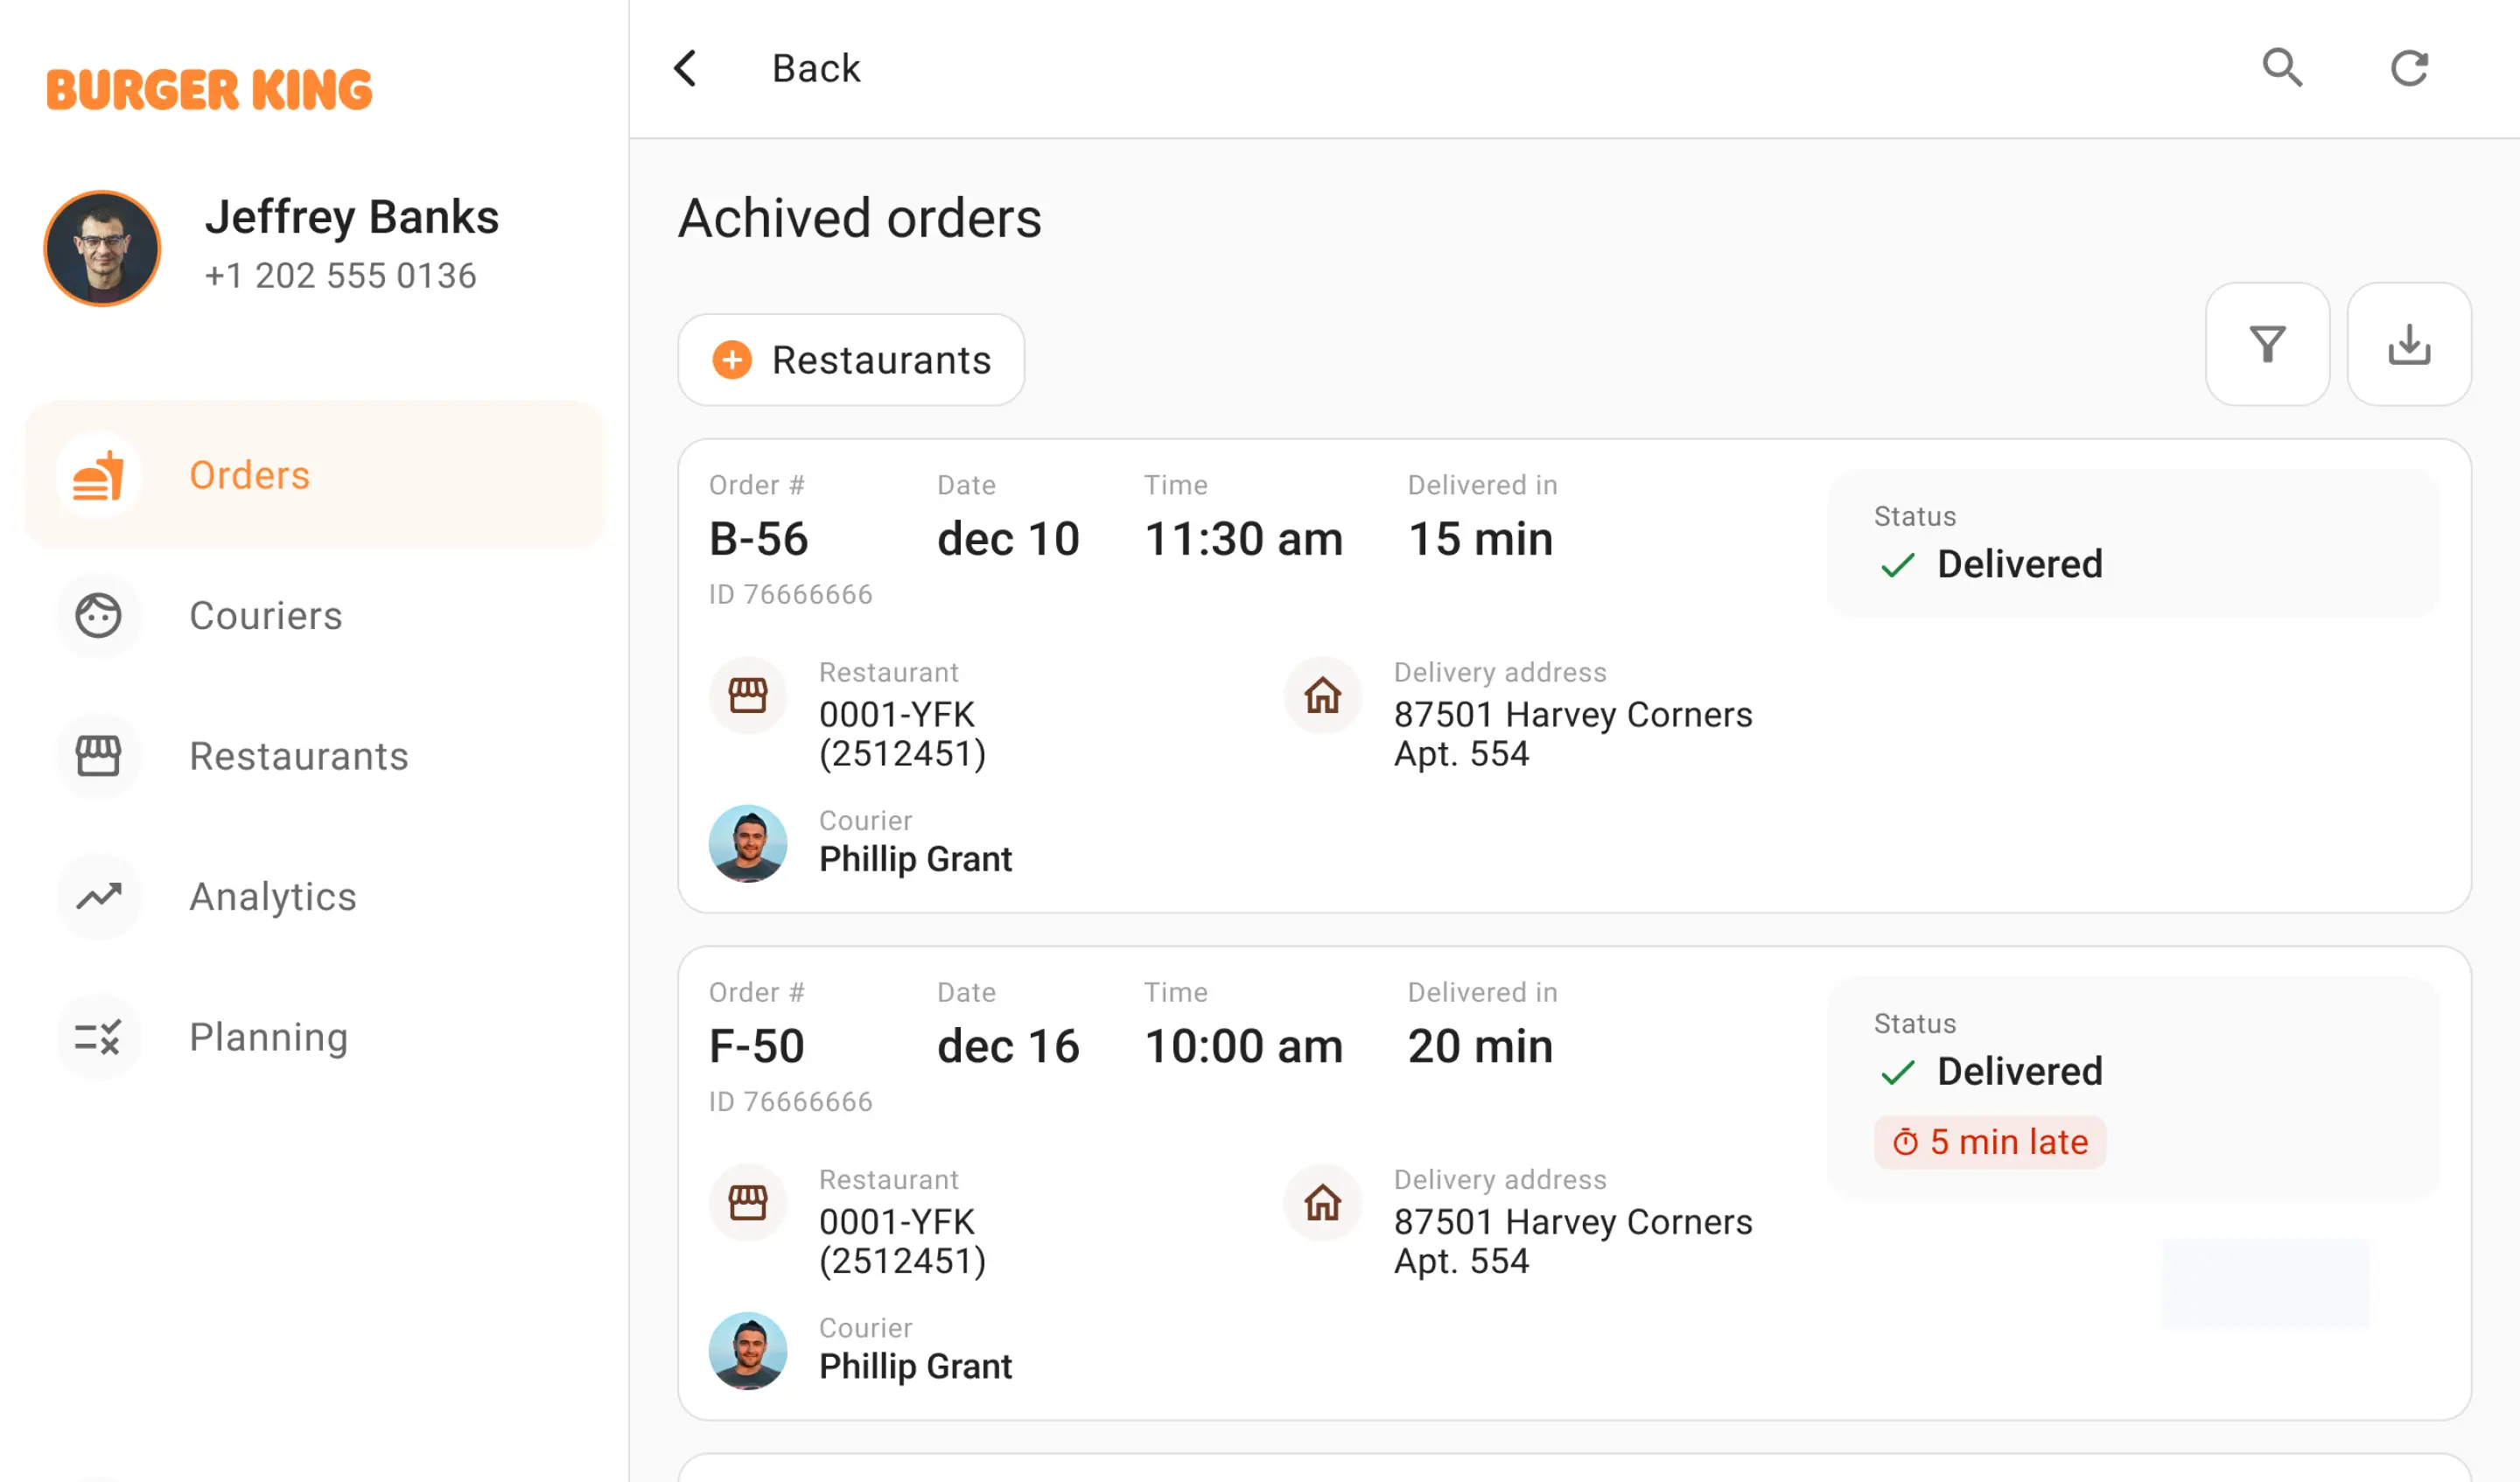 BURGER KING
Jeffrey Banks
+1 202 555 0136
Orders
Couriers
Restaurants
Analytics
Planning
Back
Achived orders
Restaurants
Order #
Date
Time
Delivered in
B-56
dec 10
11:30 am
15 min
ID 76666666
Status
Delivered
Restaurant
0001-YFK
(2512451)
Delivery address
87501 Harvey Corners
Apt. 554
Courier
Phillip Grant
Order #
Date
Time
Delivered in
F-50
dec 16
10:00 am
20 min
ID 76666666
Status
Delivered
5 min late
Restaurant
0001-YFK
(2512451)
Delivery address
87501 Harvey Corners
Apt. 554
Courier
Phillip Grant